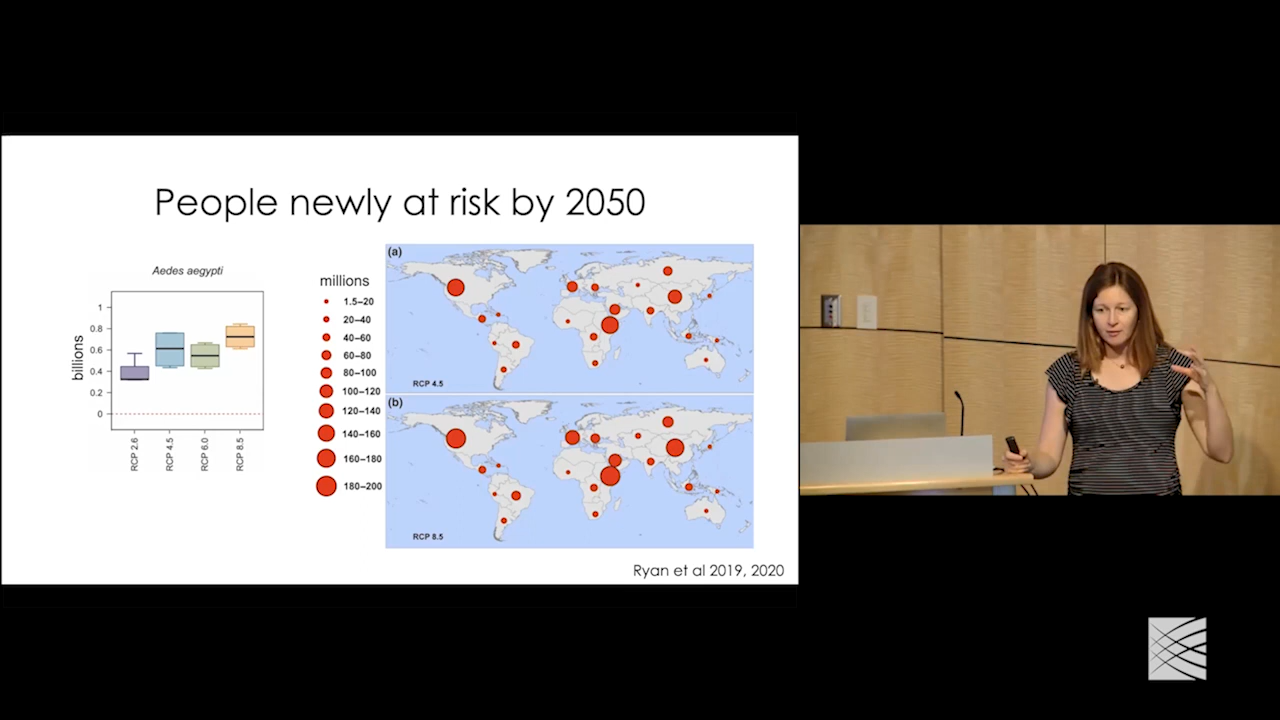 People newly at risk by 2050
Aedes aegypti
billions
1
0.8
0.6
0.4
0.2
0
RCP 2.6
RCP 4.5
RCP 6.0
RCP 8.5
millions
1.5–20
20–40
40–60
60–80
80–100
100–120
120–140
140–160
160–180
180–200
(a)
RCP 4.5
(b)
RCP 8.5
Ryan et al 2019, 2020